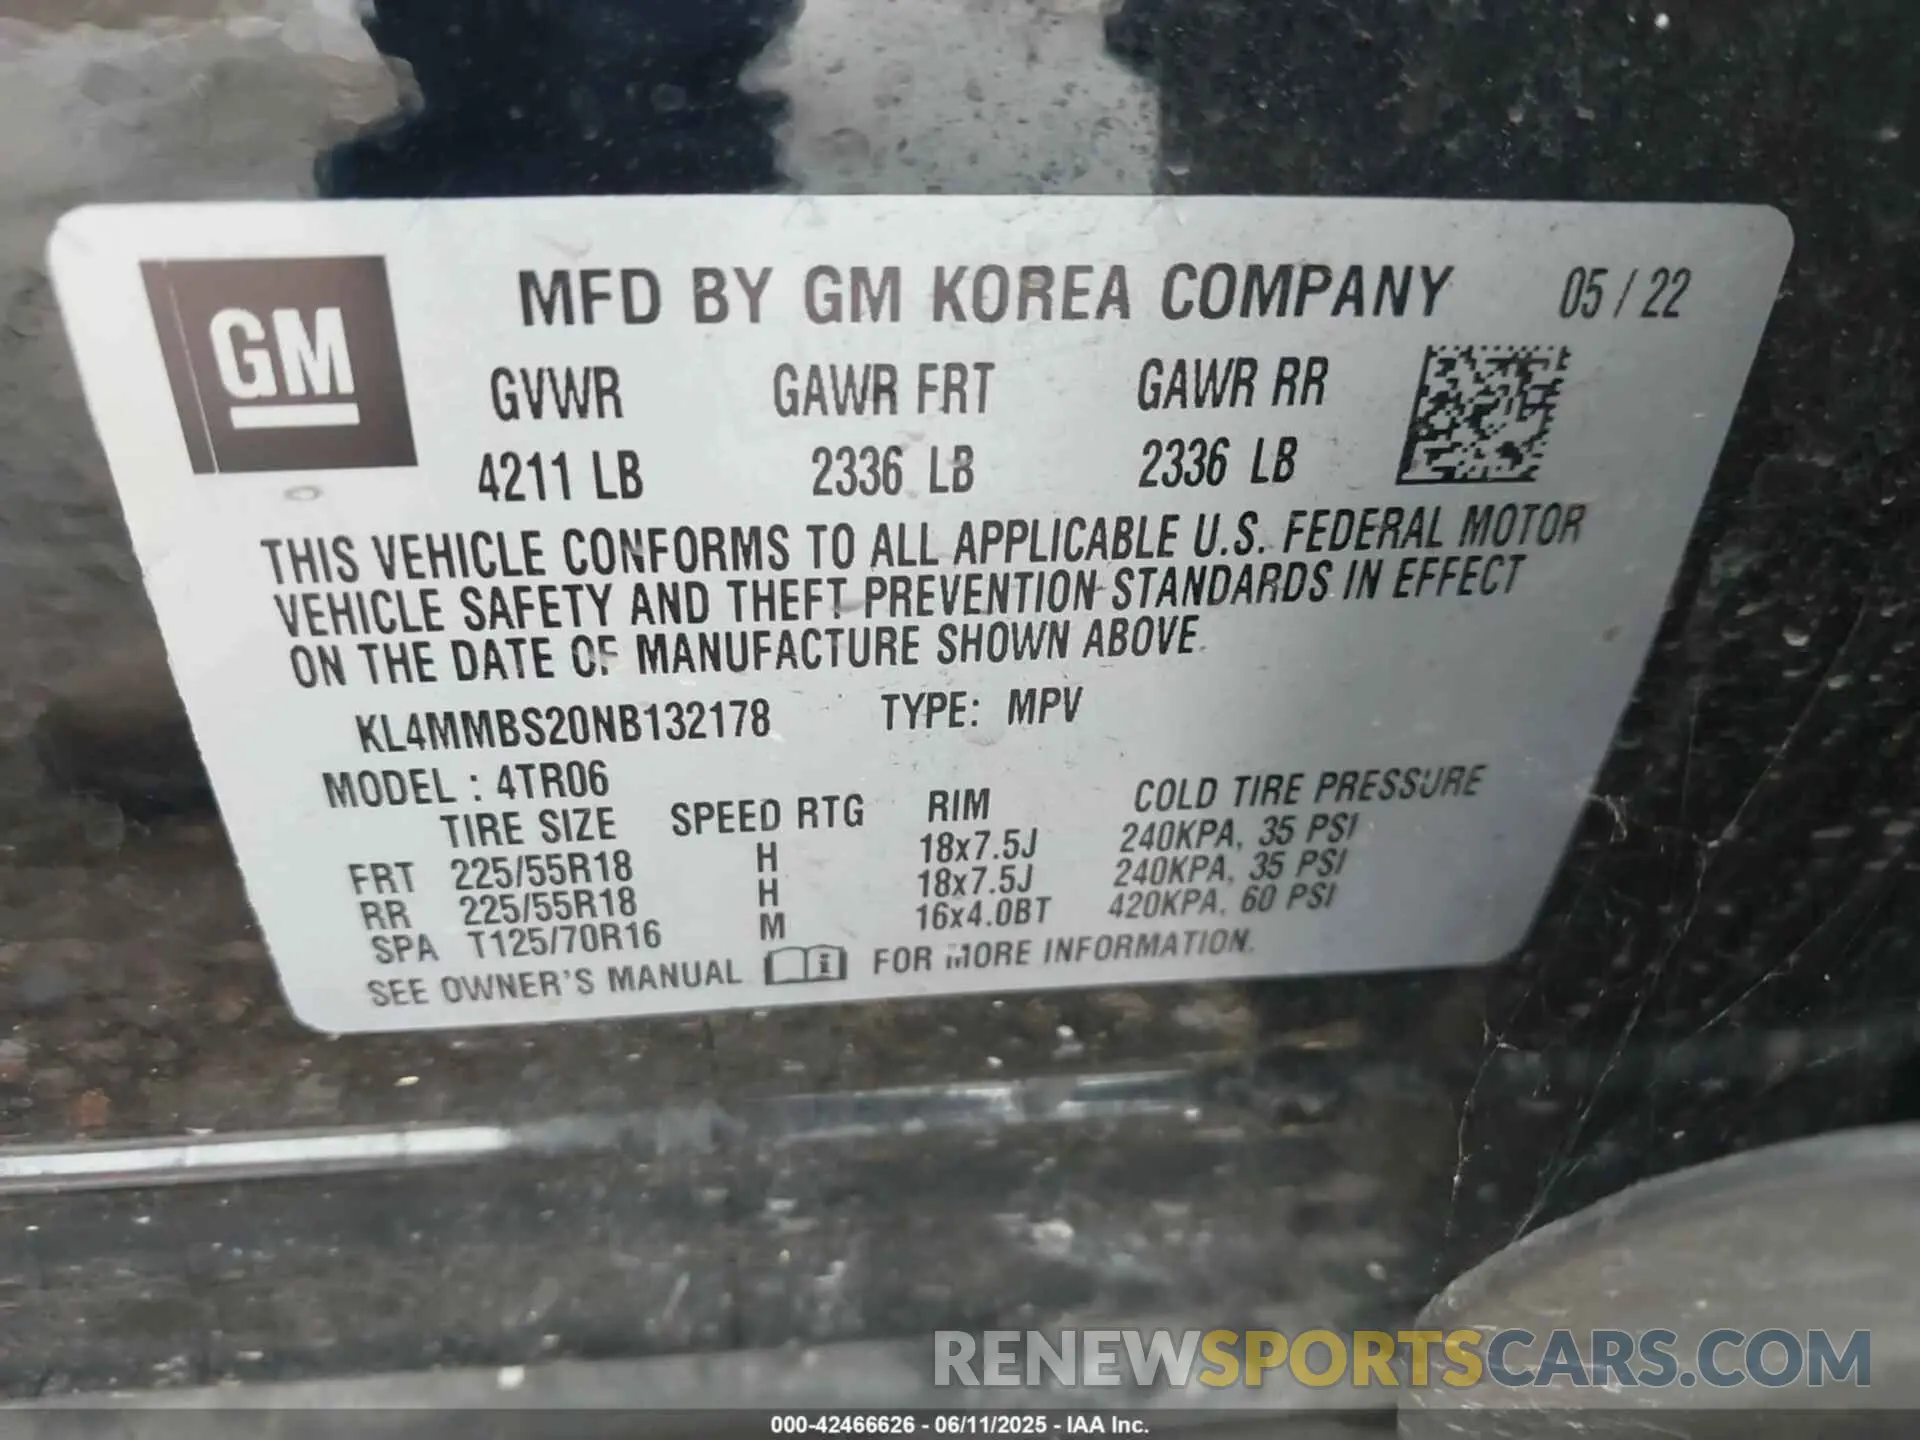 GM
MFD BY GM KOREA COMPANY 05 / 22
GVWR GAWR FRT GAWR RR
4211 LB 2336 LB 2336 LB
THIS VEHICLE CONFORMS TO ALL APPLICABLE U.S. FEDERAL MOTOR
VEHICLE SAFETY AND THEFT PREVENTION STANDARDS IN EFFECT
ON THE DATE OF MANUFACTURE SHOWN ABOVE.
KL4MMBS20NB132178 TYPE: MPV
MODEL : 4TR06
TIRE SIZE SPEED RTG RIM COLD TIRE PRESSURE
FRT 225/55R18 H 18x7.5J 240KPA, 35 PSI
RR 225/55R18 H 18x7.5J 240KPA, 35 PSI
SPA T125/70R16 M 16x4.0BT 420KPA, 60 PSI
SEE OWNER'S MANUAL i FOR MORE INFORMATION.
RENEWSPORTSCARS.COM
000-42466626 - 06/11/2025 - IAA Inc.